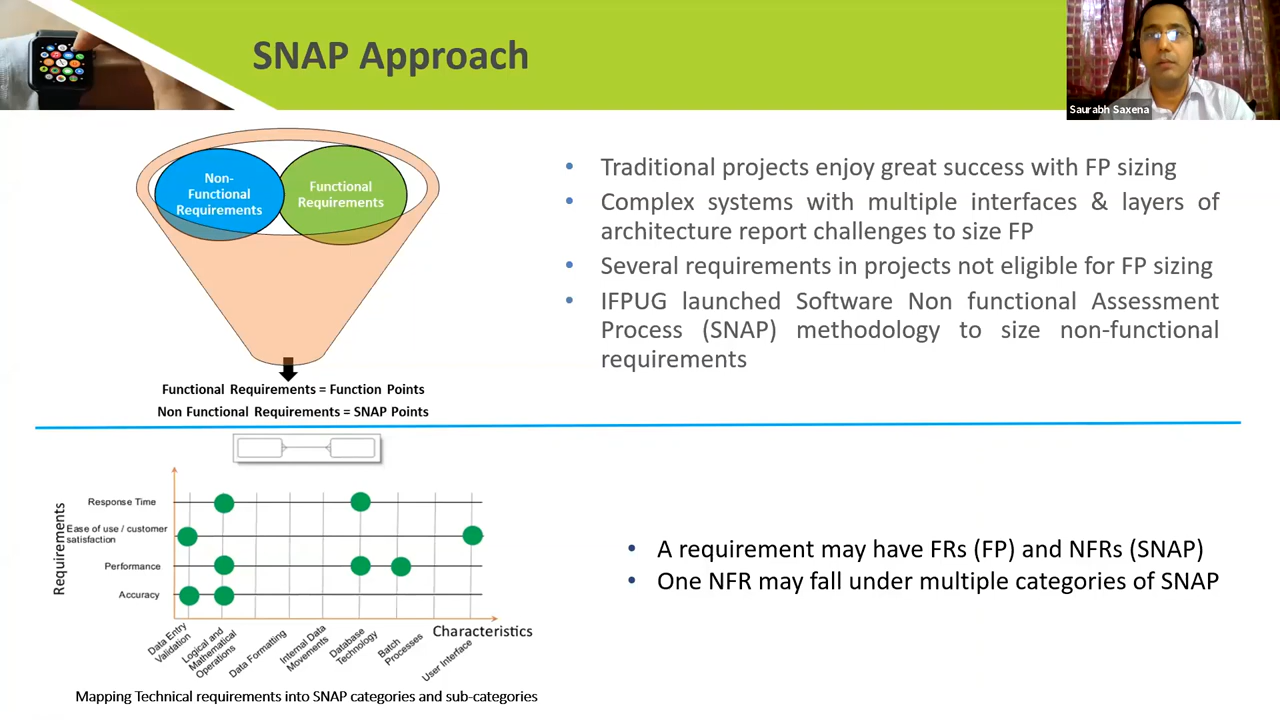 SNAP Approach
Saurabh Saxena
Non-
Functional
Requirements
Functional
Requirements
Functional Requirements = Function Points
Non Functional Requirements = SNAP Points
• Traditional projects enjoy great success with FP sizing
• Complex systems with multiple interfaces & layers of
architecture report challenges to size FP
• Several requirements in projects not eligible for FP sizing
• IFPUG launched Software Non functional Assessment
Process (SNAP) methodology to size non-functional
requirements
Requirements
Response Time
Ease of use / customer
satisfaction
Performance
Accuracy
Data Entry
Validation
Logical and
Mathematical
Operations
Data Formatting
Internal Data
Movements
Database
Technology
Batch
Processes
User Interface
Characteristics
Mapping Technical requirements into SNAP categories and sub-categories
• A requirement may have FRs (FP) and NFRs (SNAP)
• One NFR may fall under multiple categories of SNAP